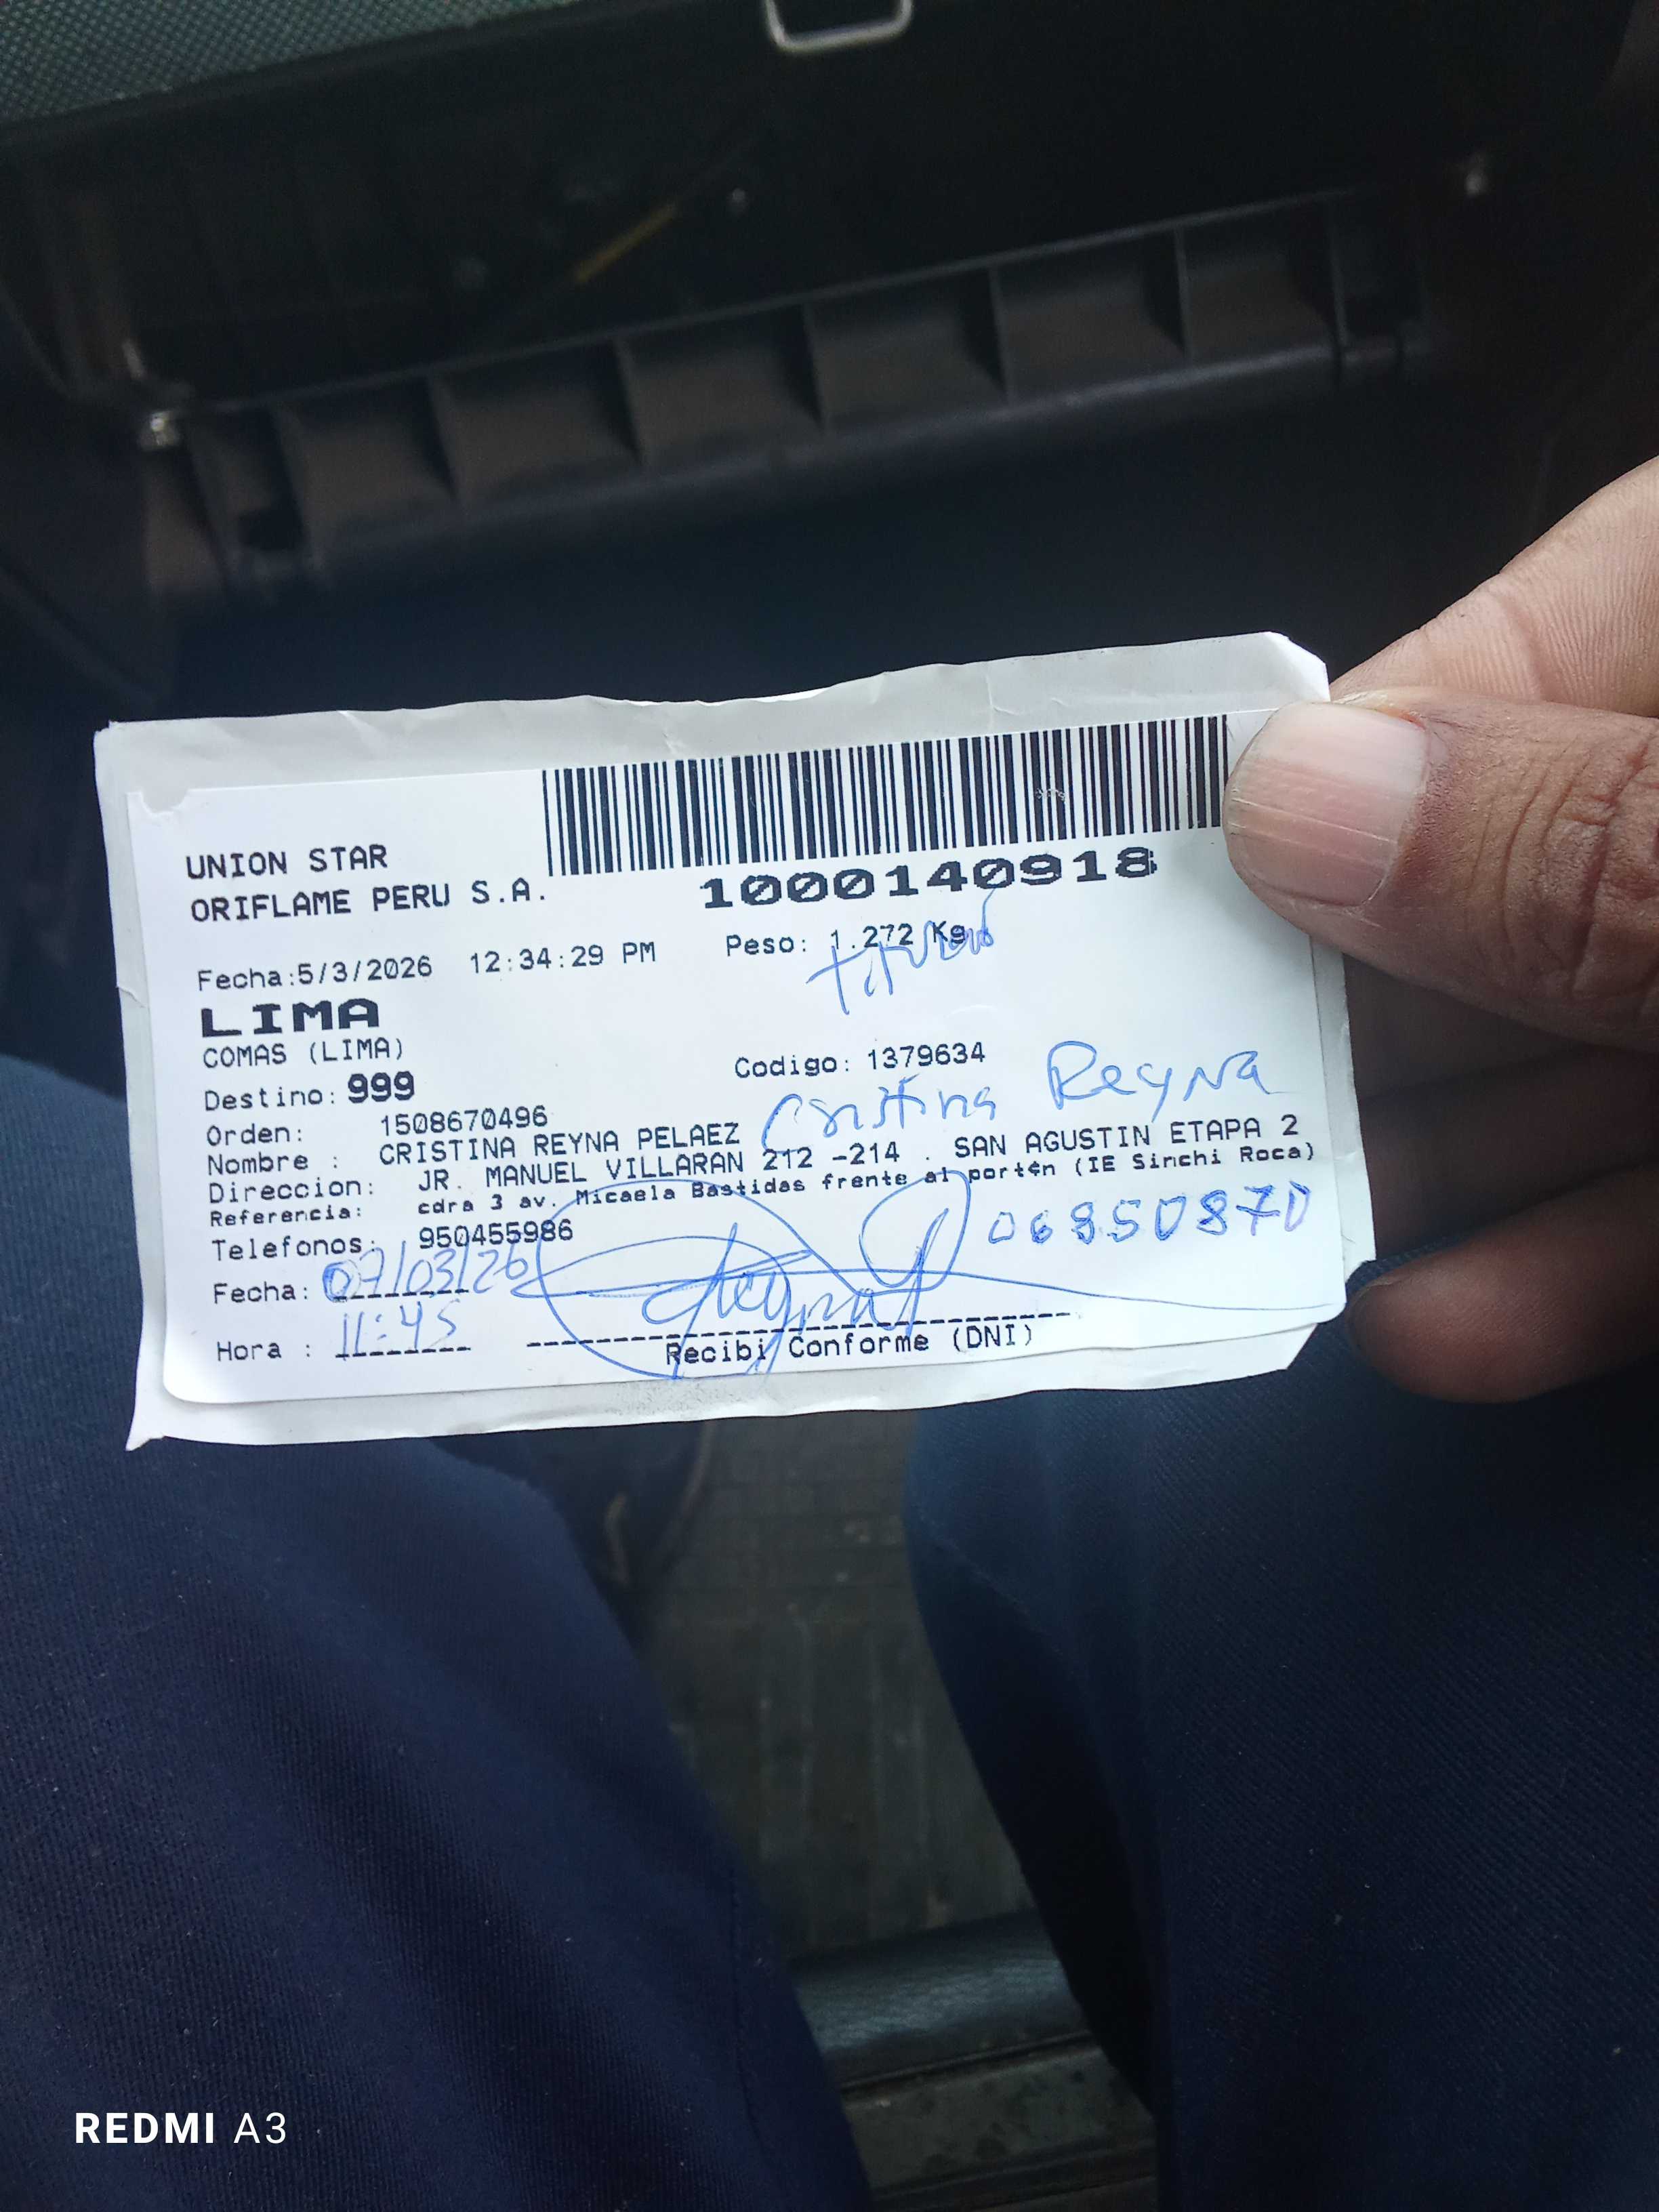 UNION STAR
ORIFLAME PERU S.A.
1000140918
Fecha:5/3/2026 12:34:29 PM Peso: 1.272 Kg
LIMA
COMAS (LIMA)
Destino: 999 Codigo: 1379634
Orden: 1508670496
Nombre : CRISTINA REYNA PELAEZ Cristina Reyna
Direccion: JR. MANUEL VILLARAN 212 -214 . SAN AGUSTIN ETAPA 2
Referencia: cdra 3 av. Micaela Bastidas frente al port¢n (IE Sinchi Roca)
Telefonos: 950455986
06850870
Fecha: 07/03/26
Hora : 11:45
Recibi Conforme (DNI)
REDMI A3